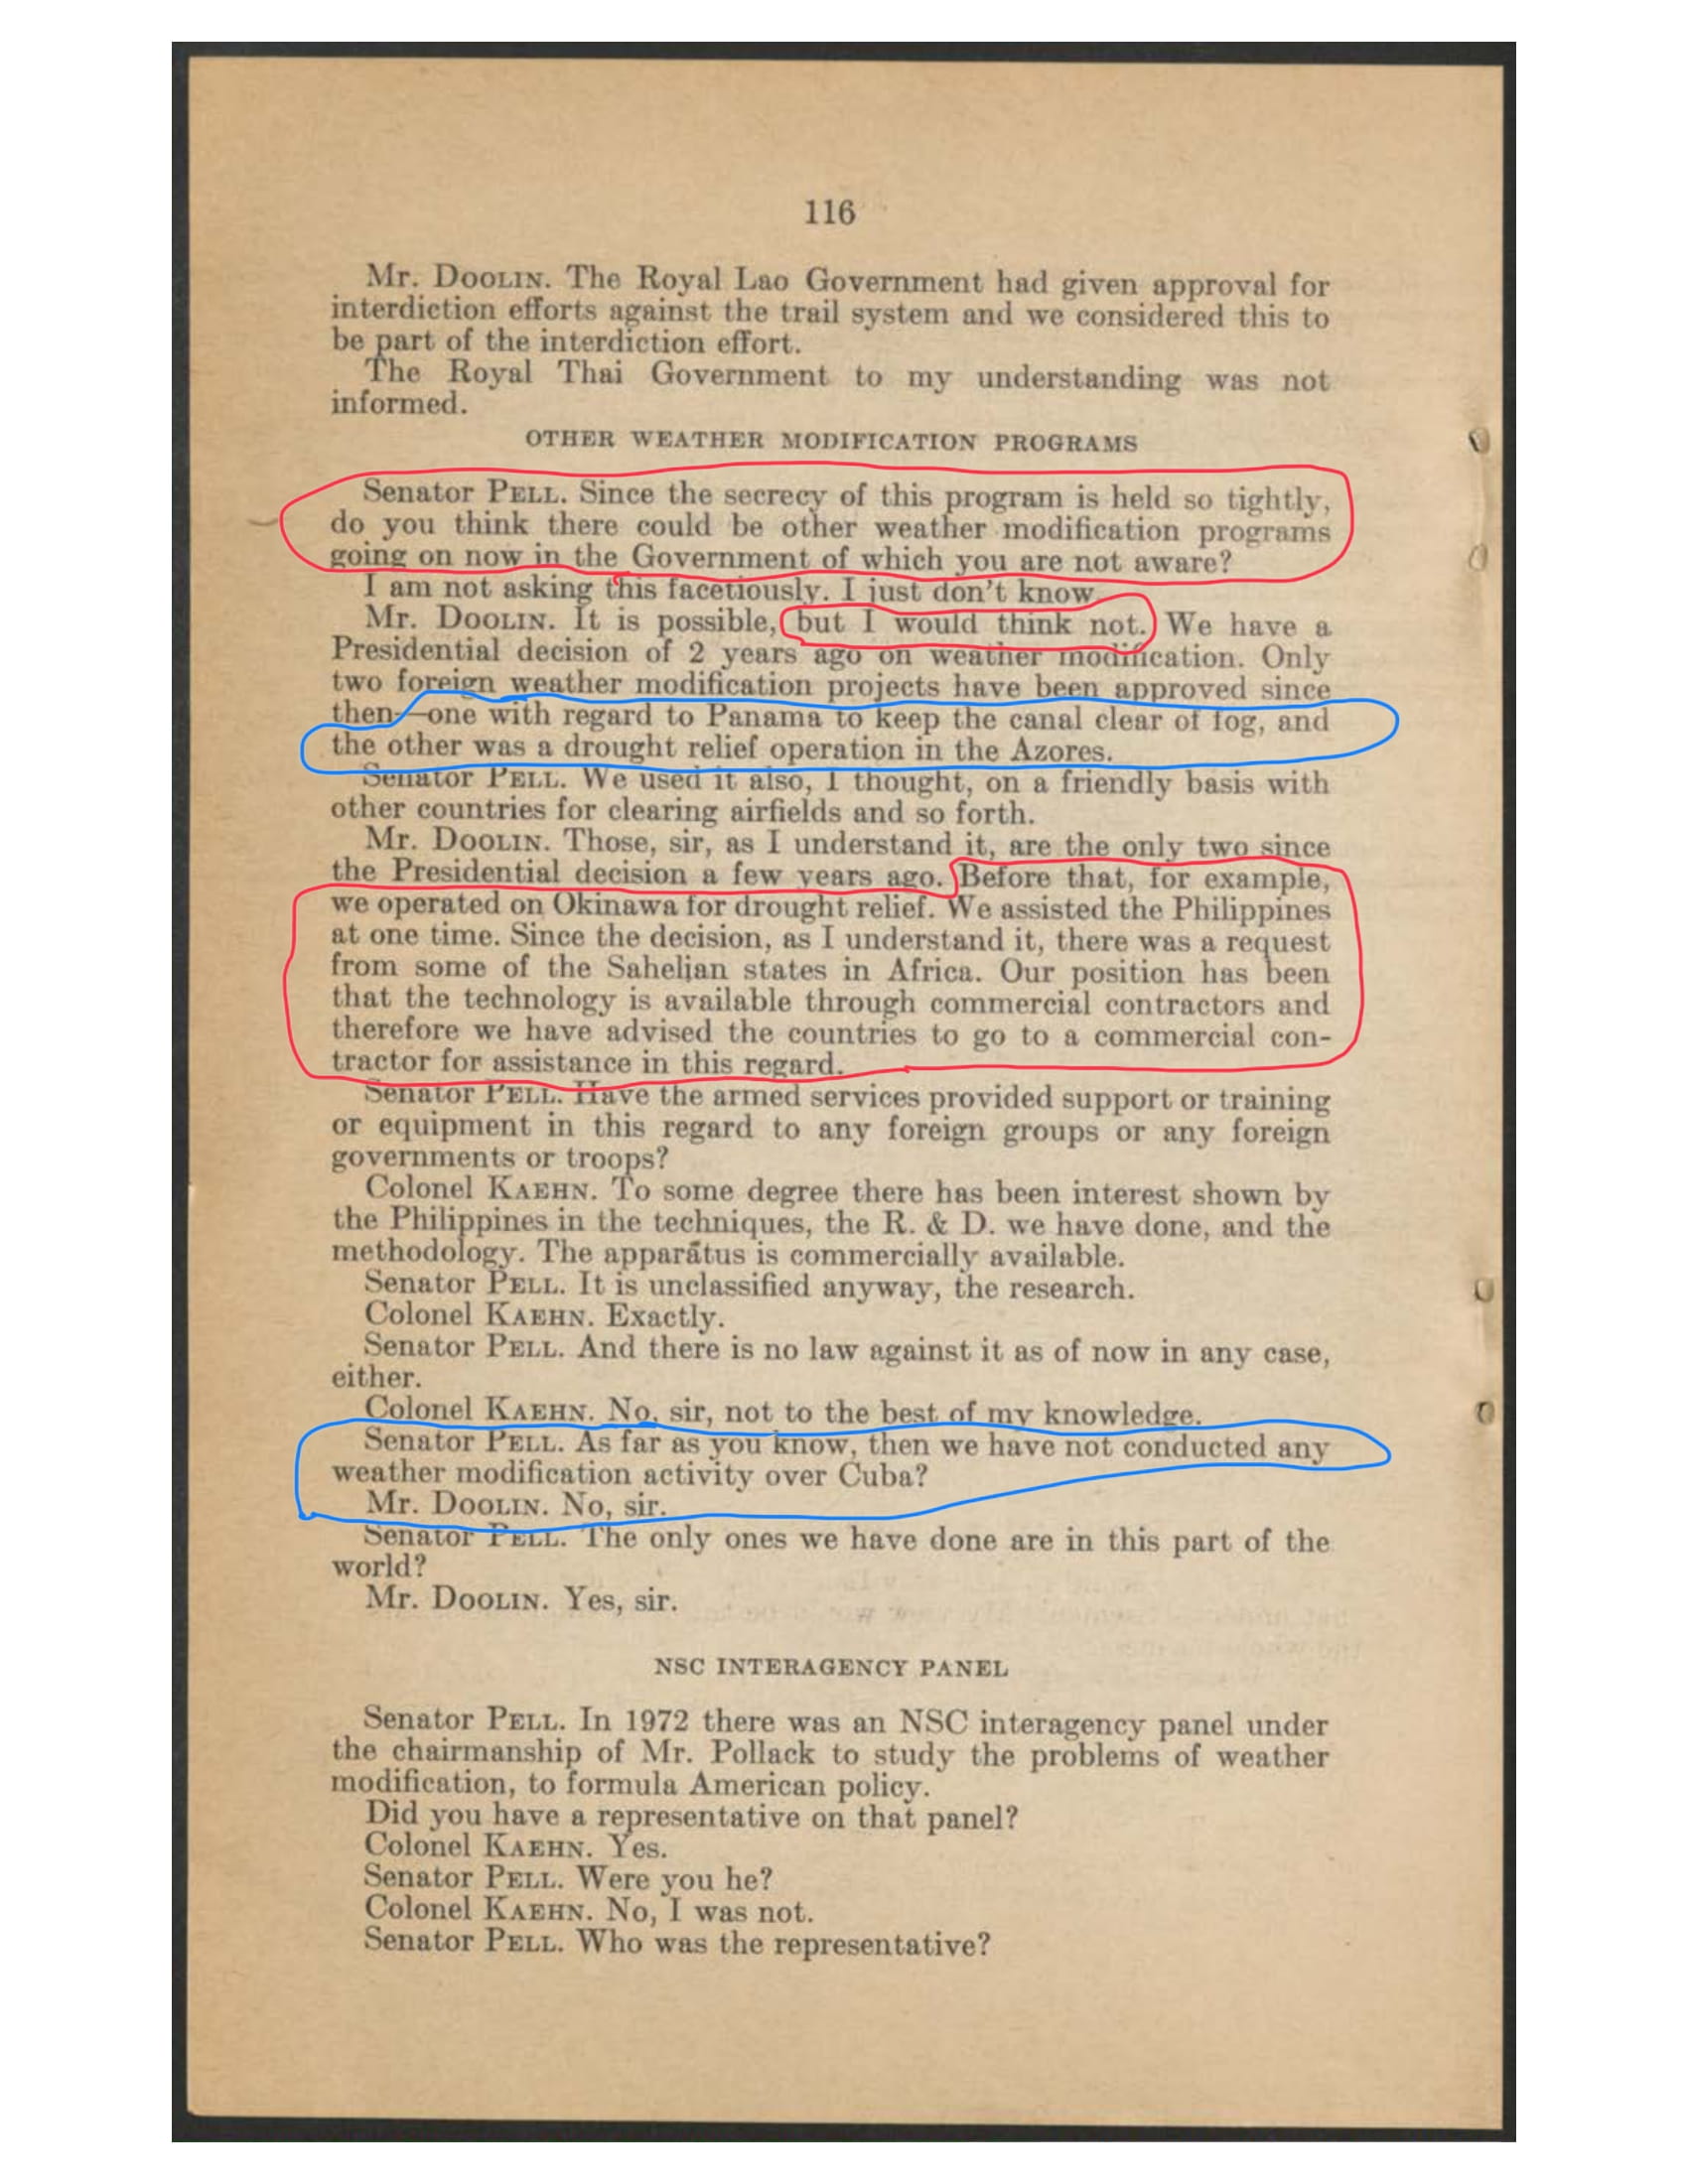 116
Mr. DOOLIN. The Royal Lao Government had given approval for
interdiction efforts against the trail system and we considered this to
be part of the interdiction effort.
The Royal Thai Government to my understanding was not
informed.
OTHER WEATHER MODIFICATION PROGRAMS
Senator PELL. Since the secrecy of this program is held so tightly,
do you think there could be other weather modification programs
going on now in the Government of which you are not aware?
I am not asking this facetiously. I just don't know.
Mr. DOOLIN. It is possible, but I would think not. We have a
Presidential decision of 2 years ago on weather modification. Only
two foreign weather modification projects have been approved since
then—one with regard to Panama to keep the canal clear of fog, and
the other was a drought relief operation in the Azores.
Senator PELL. We used it also, I thought, on a friendly basis with
other countries for clearing airfields and so forth.
Mr. DOOLIN. Those, sir, as I understand it, are the only two since
the Presidential decision a few years ago. Before that, for example,
we operated on Okinawa for drought relief. We assisted the Philippines
at one time. Since the decision, as I understand it, there was a request
from some of the Sahelian states in Africa. Our position has been
that the technology is available through commercial contractors and
therefore we have advised the countries to go to a commercial con-
tractor for assistance in this regard.
Senator PELL. Have the armed services provided support or training
or equipment in this regard to any foreign groups or any foreign
governments or troops?
Colonel KAEHN. To some degree there has been interest shown by
the Philippines in the techniques, the R. & D. we have done, and the
methodology. The apparatus is commercially available.
Senator PELL. It is unclassified anyway, the research.
Colonel KAEHN. Exactly.
Senator PELL. And there is no law against it as of now in any case,
either.
Colonel KAEHN. No, sir, not to the best of my knowledge.
Senator PELL. As far as you know, then we have not conducted any
weather modification activity over Cuba?
Mr. DOOLIN. No, sir.
Senator PELL. The only ones we have done are in this part of the
world?
Mr. DOOLIN. Yes, sir.
NSC INTERAGENCY PANEL
Senator PELL. In 1972 there was an NSC interagency panel under
the chairmanship of Mr. Pollack to study the problems of weather
modification, to formula American policy.
Did you have a representative on that panel?
Colonel KAEHN. Yes.
Senator PELL. Were you he?
Colonel KAEHN. No, I was not.
Senator PELL. Who was the representative?